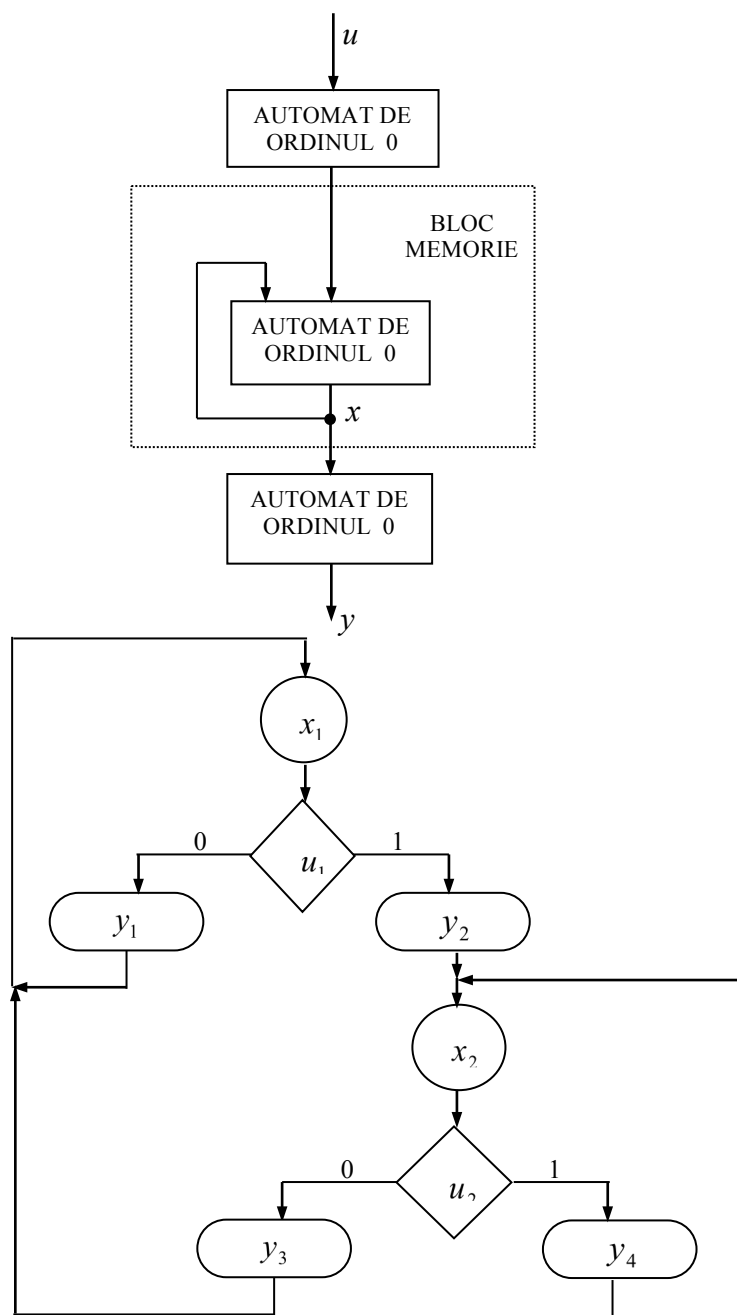 u
AUTOMAT DE
ORDINUL 0
BLOC
MEMORIE
AUTOMAT DE
ORDINUL 0
x
AUTOMAT DE
ORDINUL 0
y
x₁
0
u₁
1
y₁
y₂
x₂
0
u₂
1
y₃
y₄